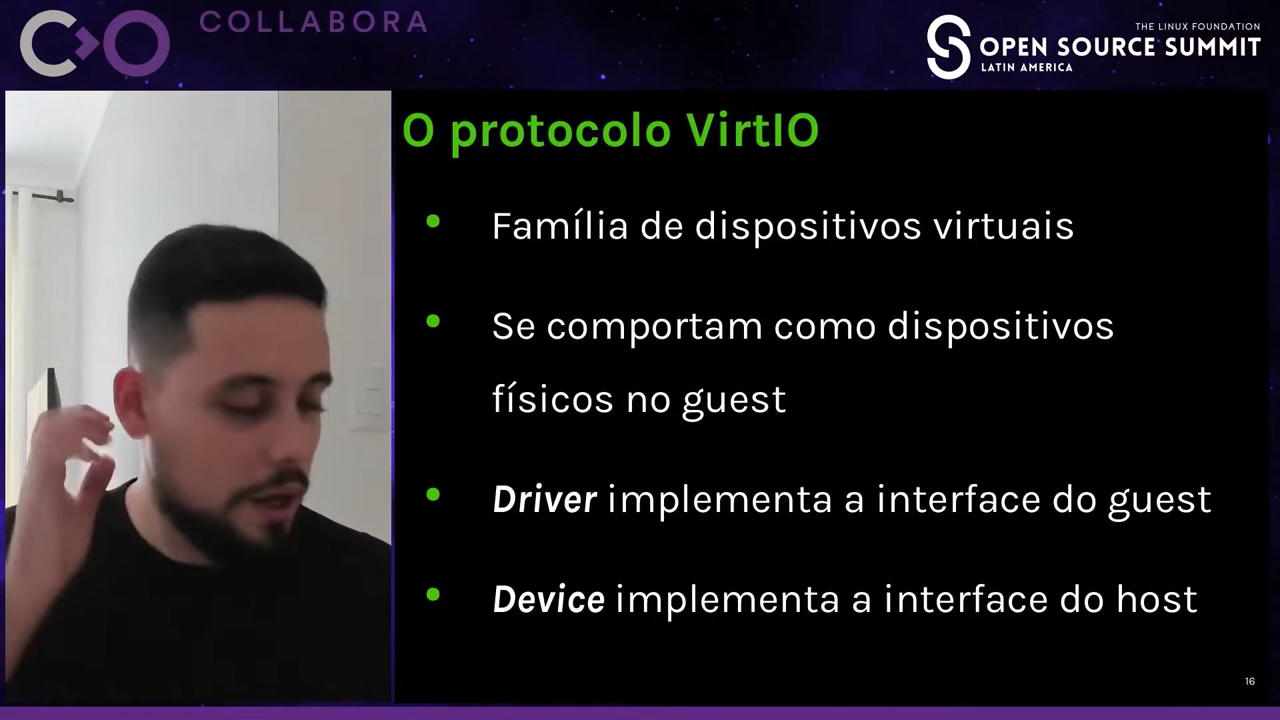 COLLABORA
THE LINUX FOUNDATION
OPEN SOURCE SUMMIT
LATIN AMERICA
O protocolo VirtIO
• Família de dispositivos virtuais
• Se comportam como dispositivos
físicos no guest
• Driver implementa a interface do guest
• Device implementa a interface do host
16